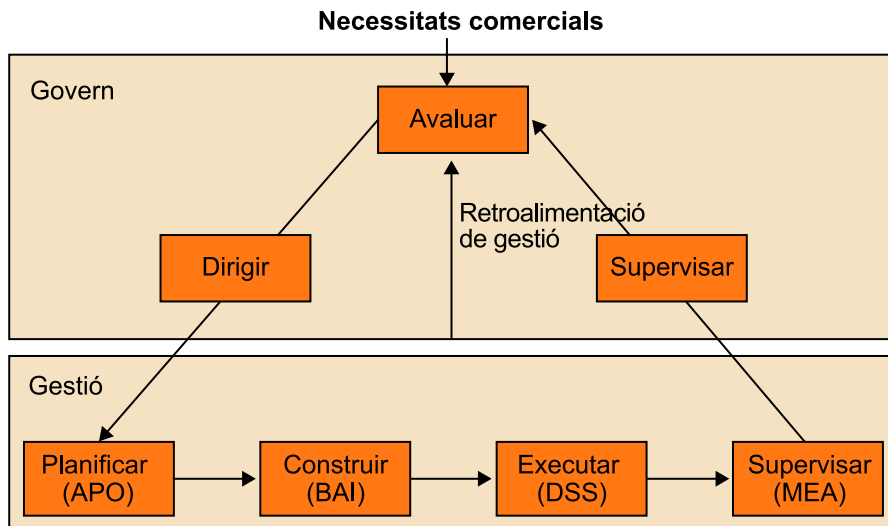 Necessitats comercials
Govern
Avaluar
Retroalimentació
de gestió
Dirigir
Supervisar
Gestió
Planificar
(APO)
Construir
(BAI)
Executar
(DSS)
Supervisar
(MEA)